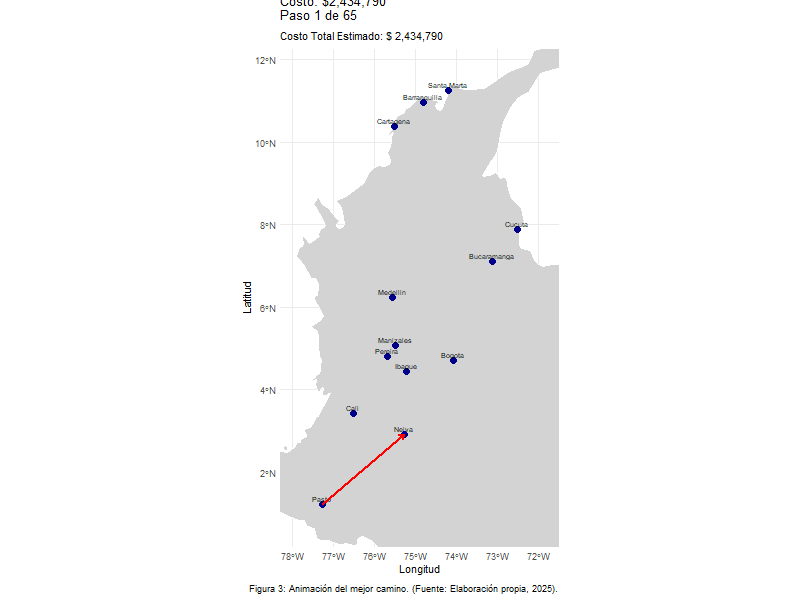 Costo: $2,434,790
Paso 1 de 65
Costo Total Estimado: $ 2,434,790
12°N
10°N
8°N
6°N
4°N
2°N
Latitud
Santa Marta
Barranquilla
Cartagena
Cucuta
Bucaramanga
Medellin
Manizales
Pereira
Bogota
Ibague
Cali
Neiva
Pasto
78°W
77°W
76°W
75°W
74°W
73°W
72°W
Longitud
Figura 3: Animación del mejor camino. (Fuente: Elaboración propia, 2025).